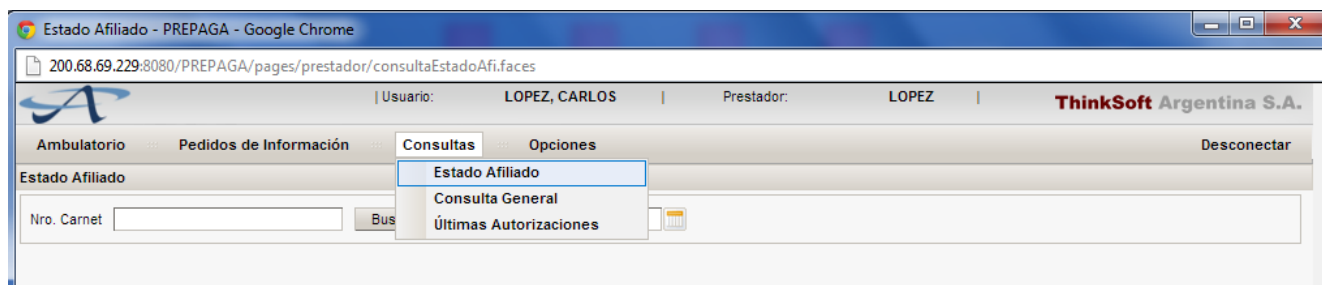 Estado Afiliado - PREPAGA - Google Chrome
200.68.69.229:8080/PREPAGA/pages/prestador/consultaEstadoAfi.faces
| Usuario: LOPEZ, CARLOS | Prestador: LOPEZ | ThinkSoft Argentina S.A.
Ambulatorio Pedidos de Información Consultas Opciones Desconectar
Estado Afiliado
Estado Afiliado
Consulta General
Nro. Carnet Bus
Últimas Autorizaciones